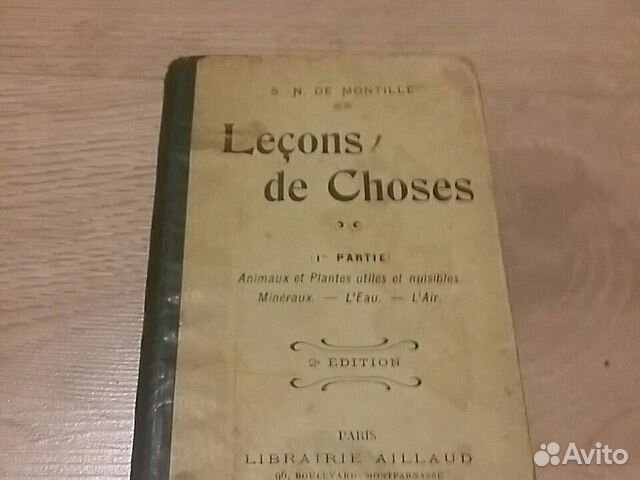 S. N. DE MONTILLE
Leçons
de Choses
(1re PARTIE)
Animaux et Plantes utiles et nuisibles.
Minéraux. — L'Eau. — L'Air.
2e EDITION
PARIS
LIBRAIRIE AILLAUD
96, BOULEVARD MONTPARNASSE
Avito